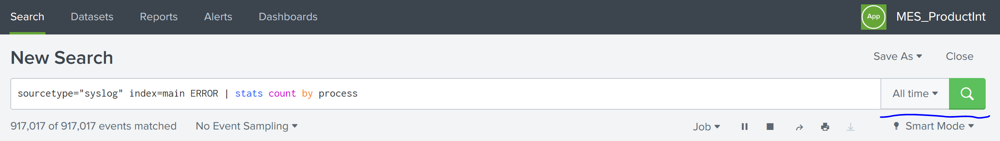 Search Datasets Reports Alerts Dashboards App MES_ProductInt
New Search Save As Close
sourcetype="syslog" index=main ERROR | stats count by process All time
917,017 of 917,017 events matched No Event Sampling Job Smart Mode